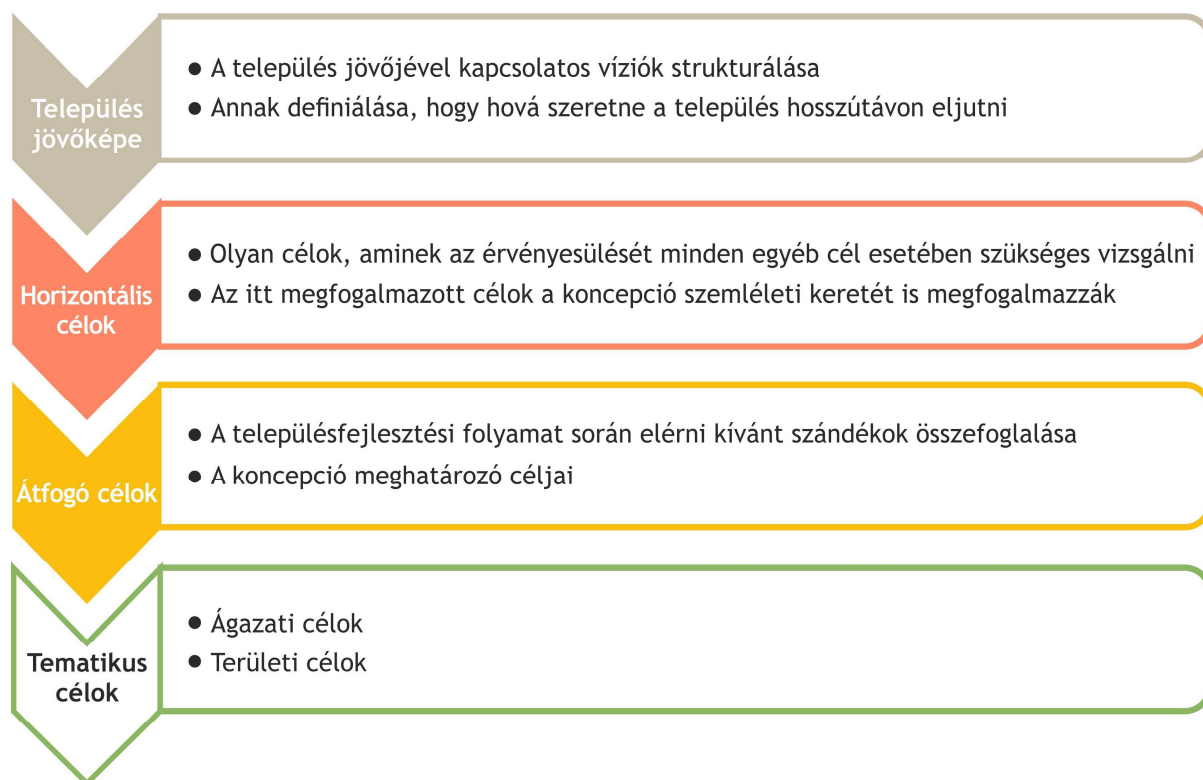 Település
jövőképe
● A település jövőjével kapcsolatos víziók strukturálása
● Annak definiálása, hogy hová szeretne a település hosszútávon eljutni
Horizontális
célok
● Olyan célok, aminek az érvényesülését minden egyéb cél esetében szükséges vizsgálni
● Az itt megfogalmazott célok a koncepció szemléleti keretét is megfogalmazzák
Átfogó célok
● A településfejlesztési folyamat során elérni kívánt szándékok összefoglalása
● A koncepció meghatározó céljai
Tematikus
célok
● Ágazati célok
● Területi célok